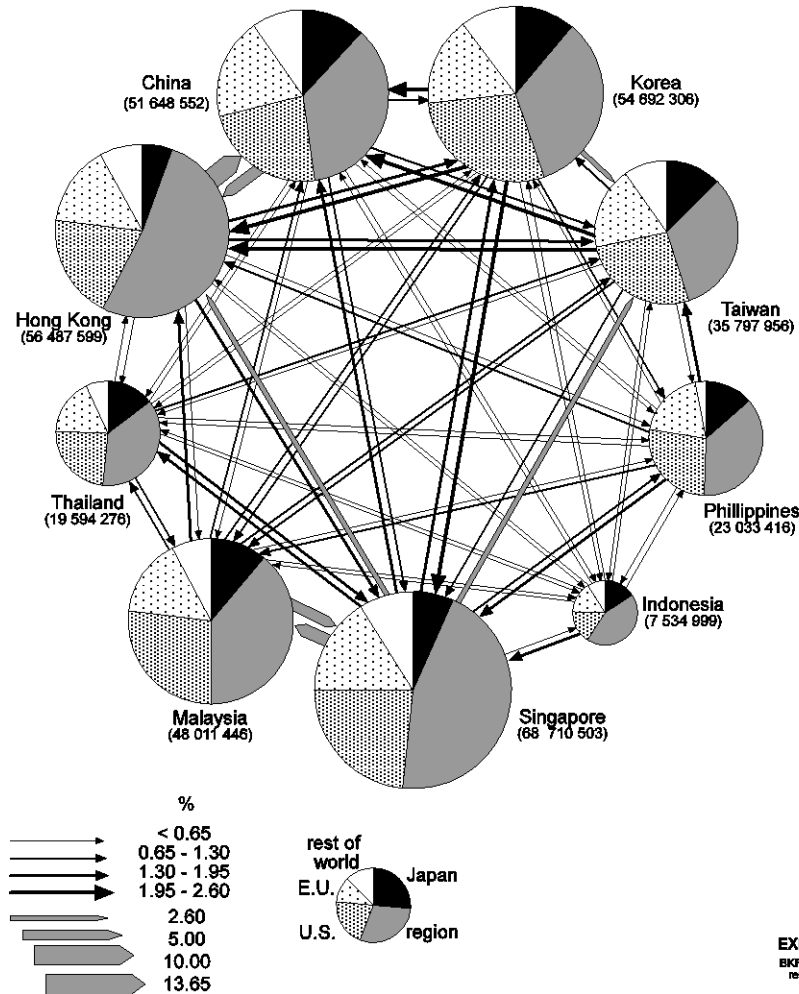 China
(51 648 552)
Korea
(54 692 306)
Hong Kong
(56 487 599)
Taiwan
(35 797 956)
Thailand
(19 594 276)
Phillippines
(23 033 416)
Indonesia
(7 534 999)
Malaysia
(48 011 446)
Singapore
(68 710 503)
%
< 0.65
0.65 - 1.30
1.30 - 1.95
1.95 - 2.60
2.60
5.00
10.00
13.65
rest of
world
Japan
E.U.
U.S.
region